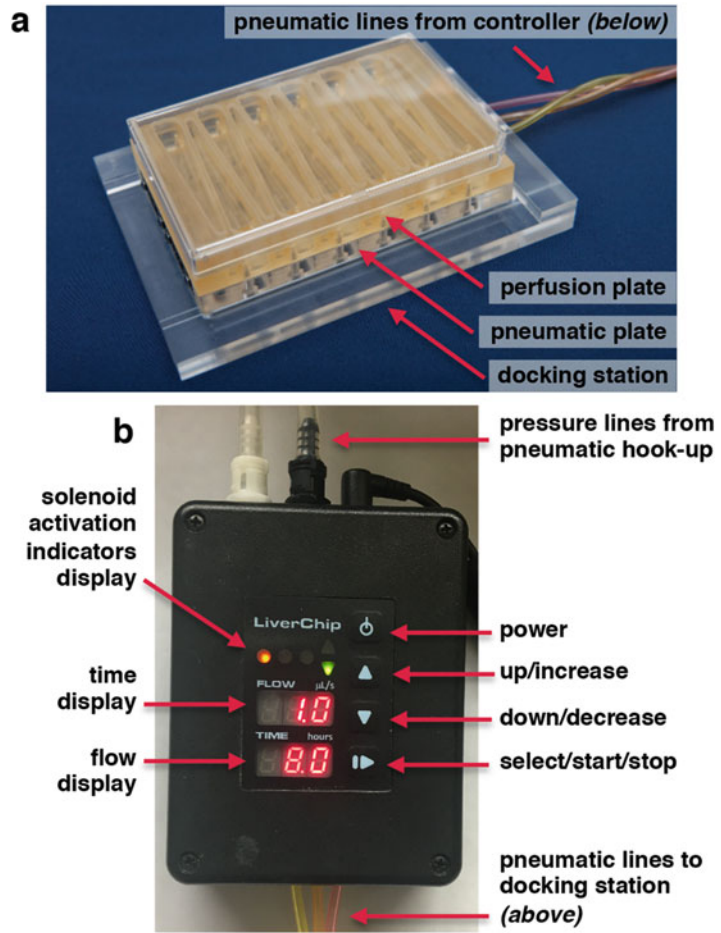 a
pneumatic lines from controller (below)
perfusion plate
pneumatic plate
docking station
b
pressure lines from
pneumatic hook-up
solenoid
activation
indicators
display
LiverChip
power
up/increase
time
display
FLOW µL/s
1.0
down/decrease
TIME hours
flow
display
8.0
select/start/stop
pneumatic lines to
docking station
(above)